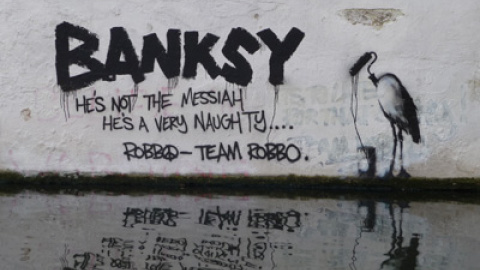 BANKSY
HE'S NOT THE MESSIAH
HE'S A VERY NAUGHTY....
ROBBO - TEAM ROBBO.